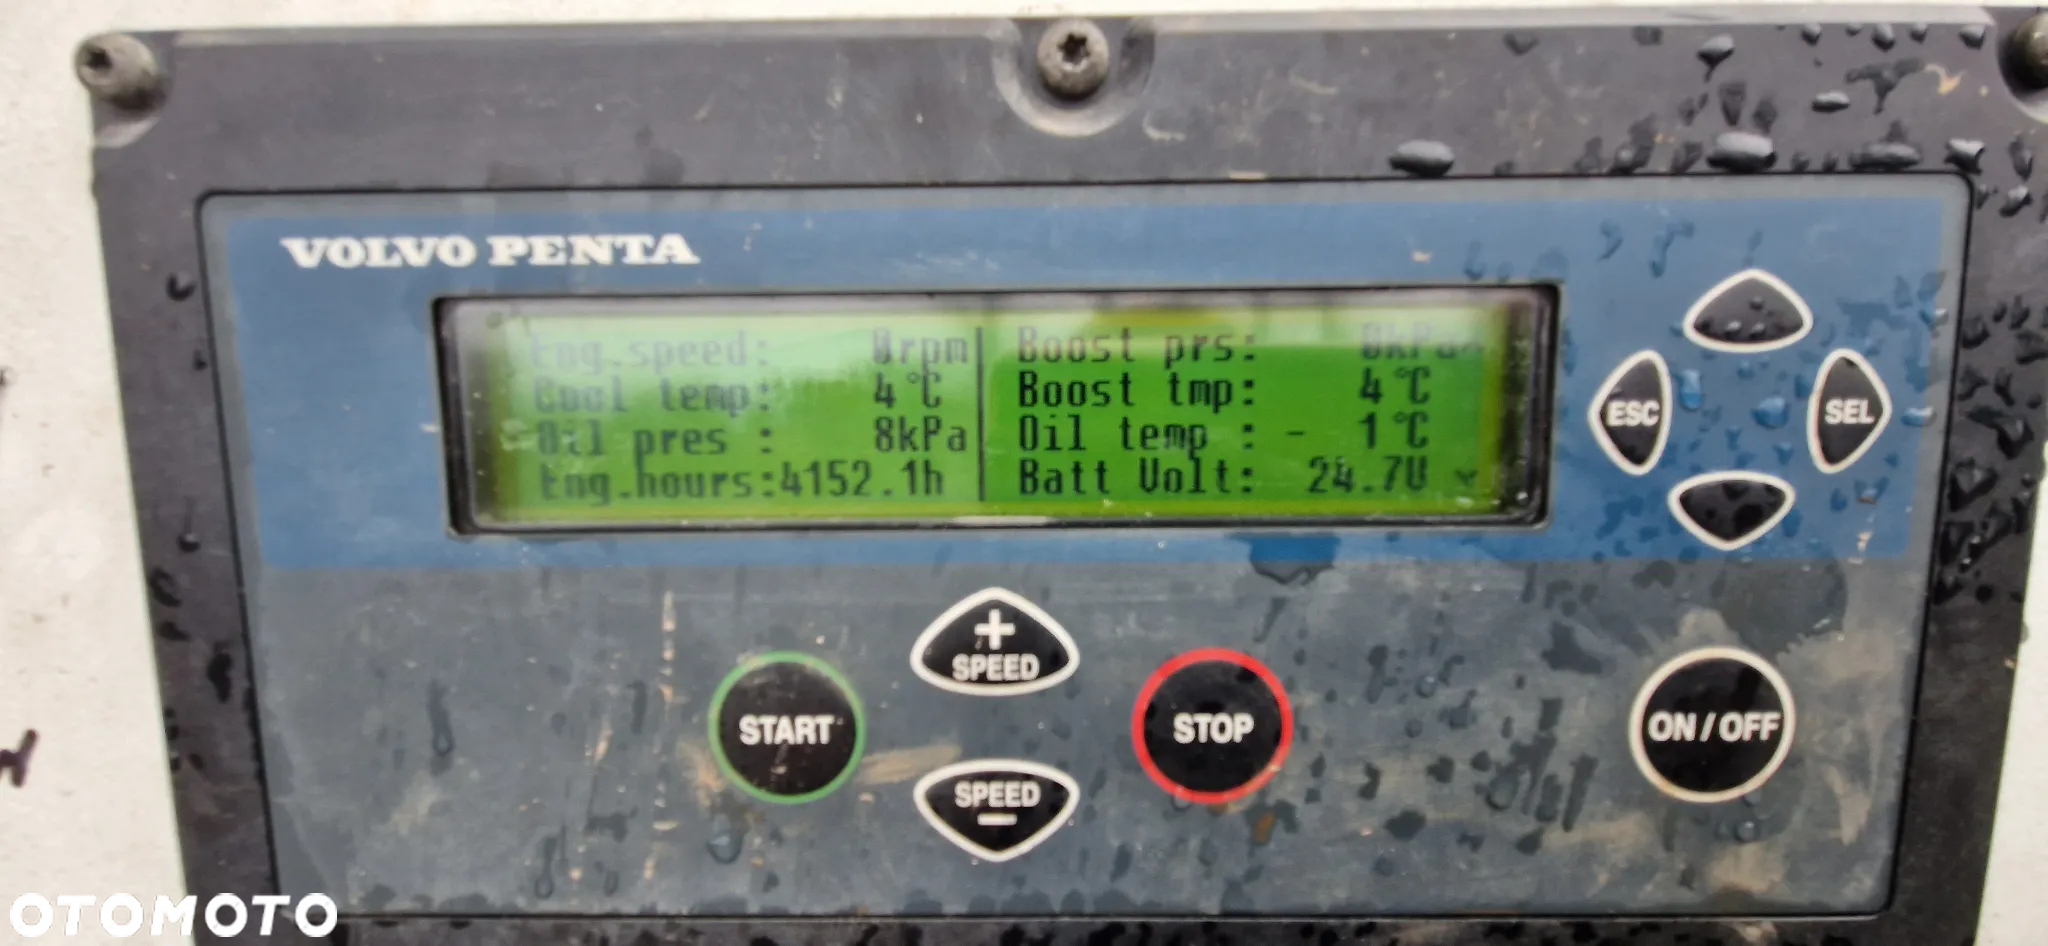 VOLVO PENTA
Eng.speed: 0rpm Boost prs: 0kPa
Cool temp: 4°C Boost tmp: 4°C
Oil pres : 8kPa Oil temp : - 1°C
Eng.hours:4152.1h Batt Volt: 24.7V
ESC
SEL
+
SPEED
START
STOP
ON / OFF
SPEED
-
OTOMOTO